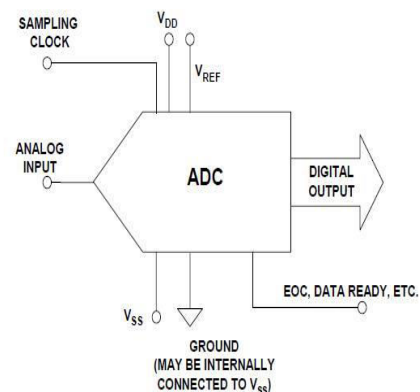 SAMPLING
CLOCK
VDD
VREF
ANALOG
INPUT
ADC
DIGITAL
OUTPUT
EOC, DATA READY, ETC.
VSS
GROUND
(MAY BE INTERNALLY
CONNECTED TO VSS)